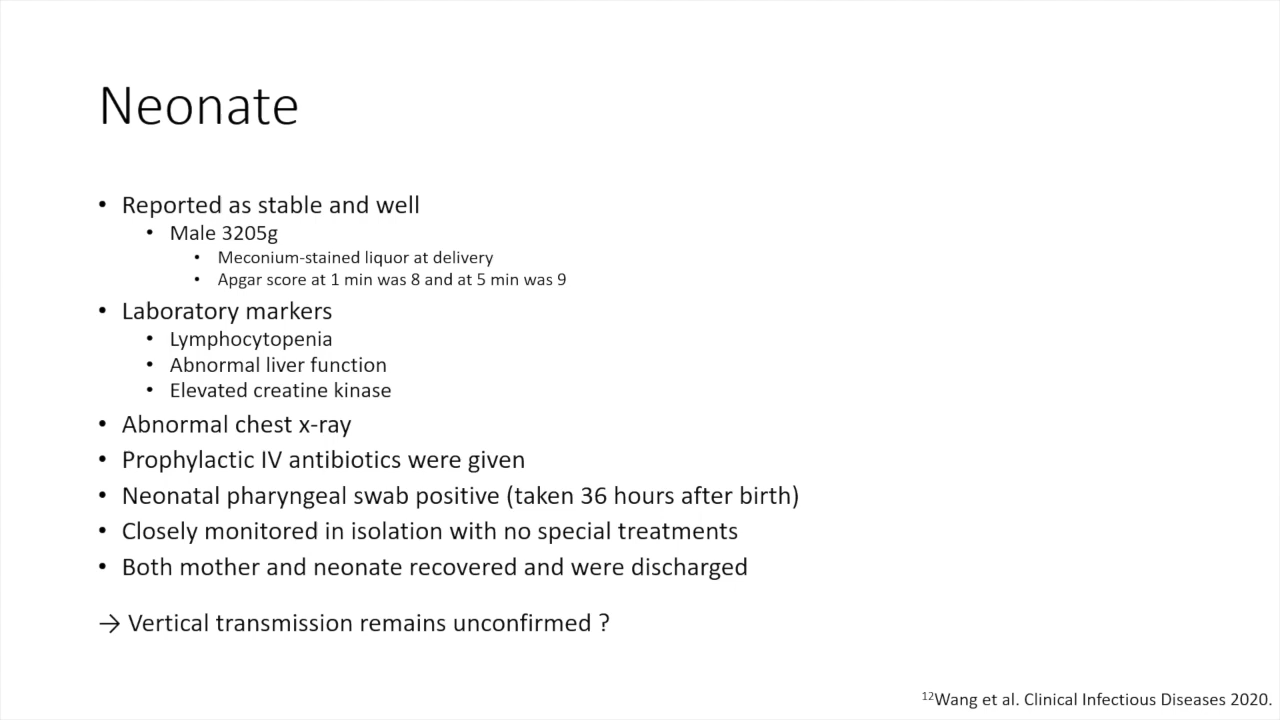 Neonate
• Reported as stable and well
• Male 3205g
• Meconium-stained liquor at delivery
• Apgar score at 1 min was 8 and at 5 min was 9
• Laboratory markers
• Lymphocytopenia
• Abnormal liver function
• Elevated creatine kinase
• Abnormal chest x-ray
• Prophylactic IV antibiotics were given
• Neonatal pharyngeal swab positive (taken 36 hours after birth)
• Closely monitored in isolation with no special treatments
• Both mother and neonate recovered and were discharged
→ Vertical transmission remains unconfirmed ?
¹²Wang et al. Clinical Infectious Diseases 2020.